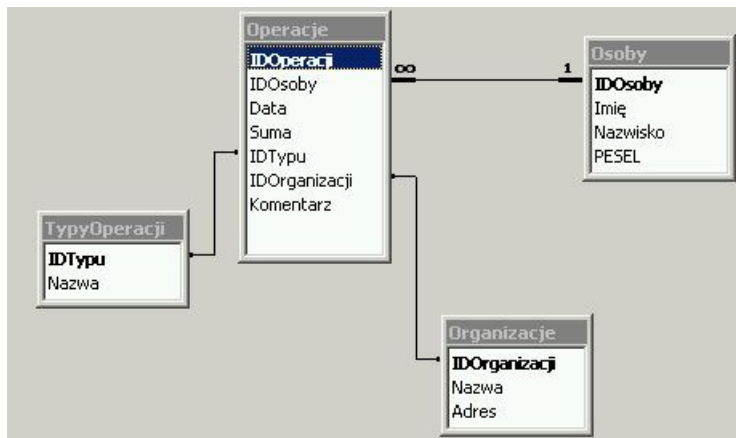 Operacje
IDOperacji
IDOsoby
Data
Suma
IDTypu
IDOrganizacji
Komentarz
∞
1
Osoby
IDOsoby
Imię
Nazwisko
PESEL
TypyOperacji
IDTypu
Nazwa
Organizacje
IDOrganizacji
Nazwa
Adres